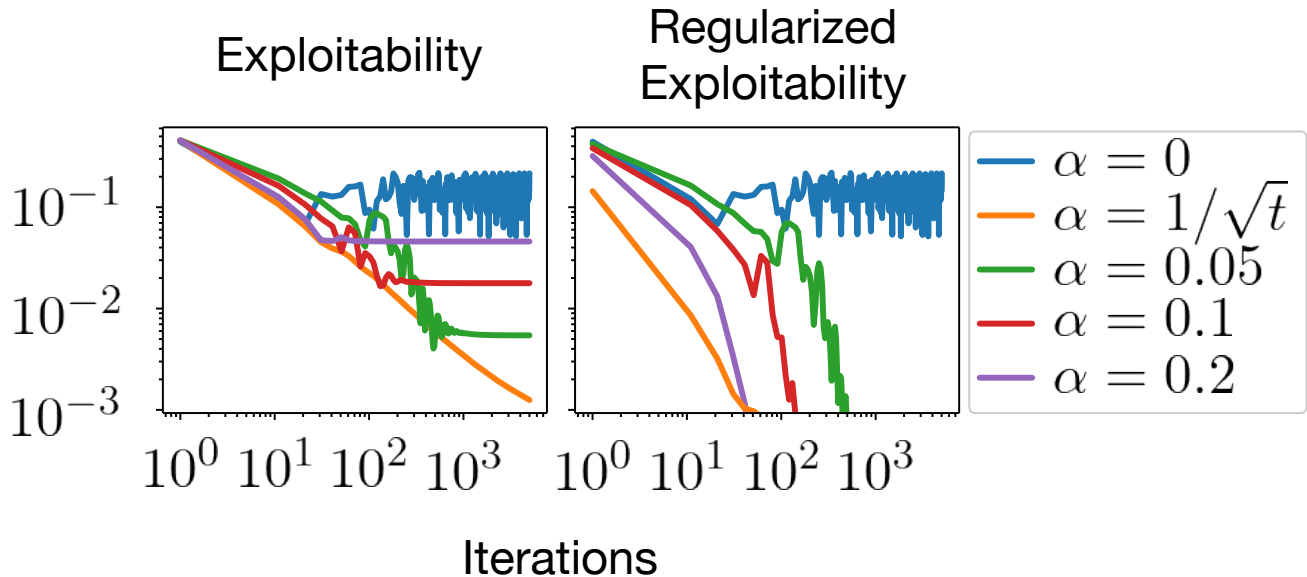 Exploitability
Regularized
Exploitability
10^{-1}
10^{-2}
10^{-3}
10^0 10^1 10^2 10^3
10^0 10^1 10^2 10^3
Iterations
α = 0
α = 1/√t
α = 0.05
α = 0.1
α = 0.2